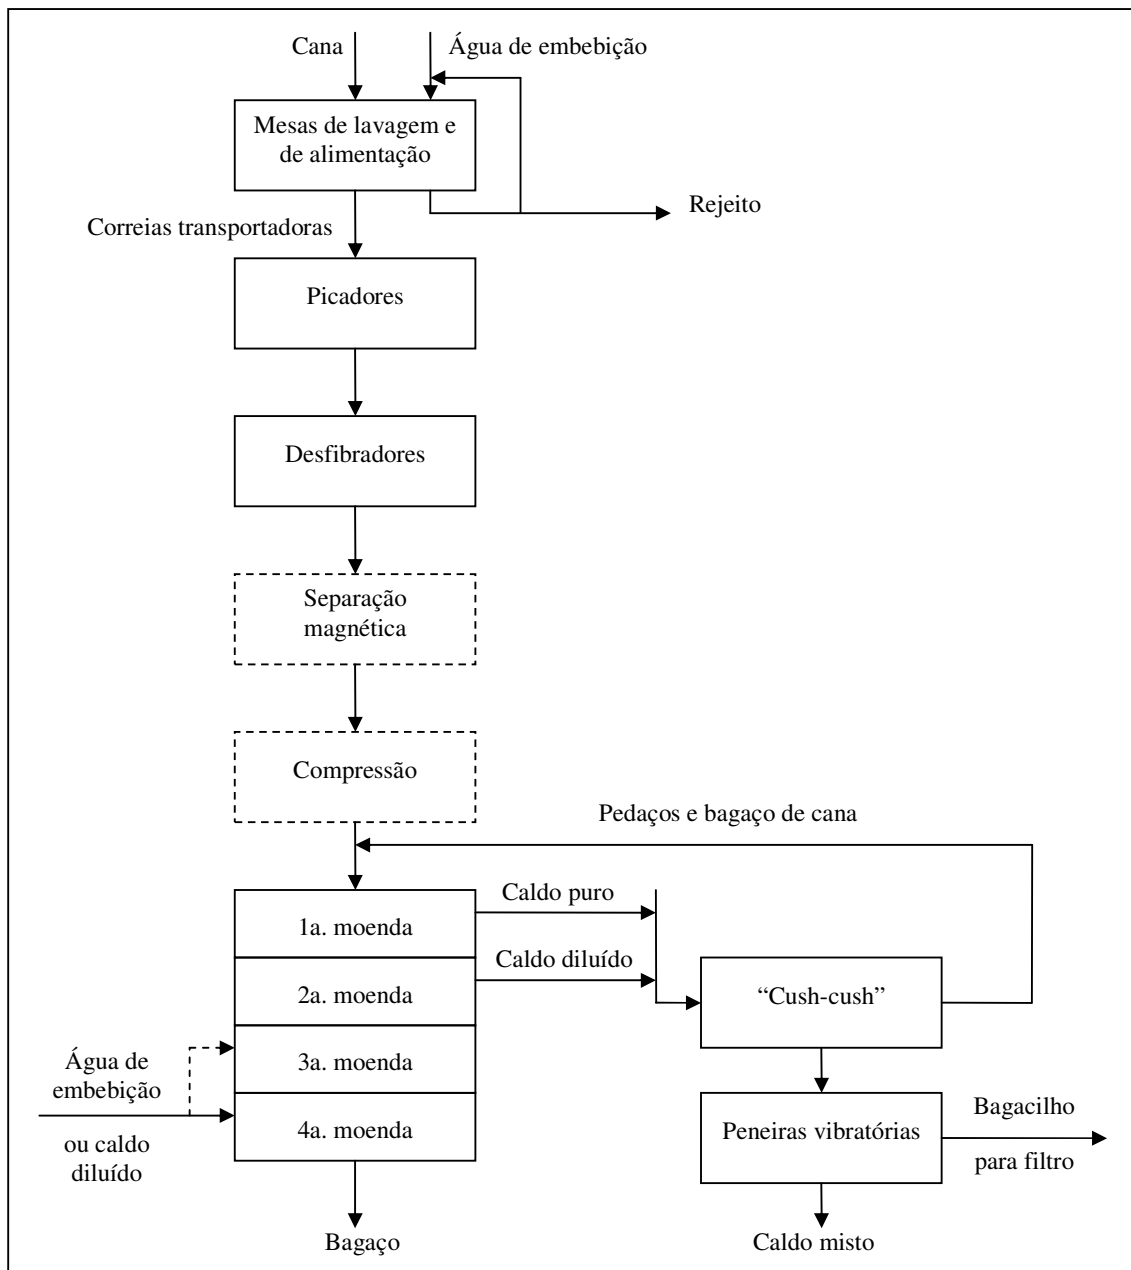 Cana
Água de embebição
Mesas de lavagem e
de alimentação
Rejeito
Correias transportadoras
Picadores
Desfibradores
Separação
magnética
Compressão
Pedaços e bagaço de cana
Caldo puro
1a. moenda
Caldo diluído
2a. moenda
“Cush-cush”
3a. moenda
Água de
embebição
ou caldo
diluído
4a. moenda
Peneiras vibratórias
Bagacilho
para filtro
Bagaço
Caldo misto